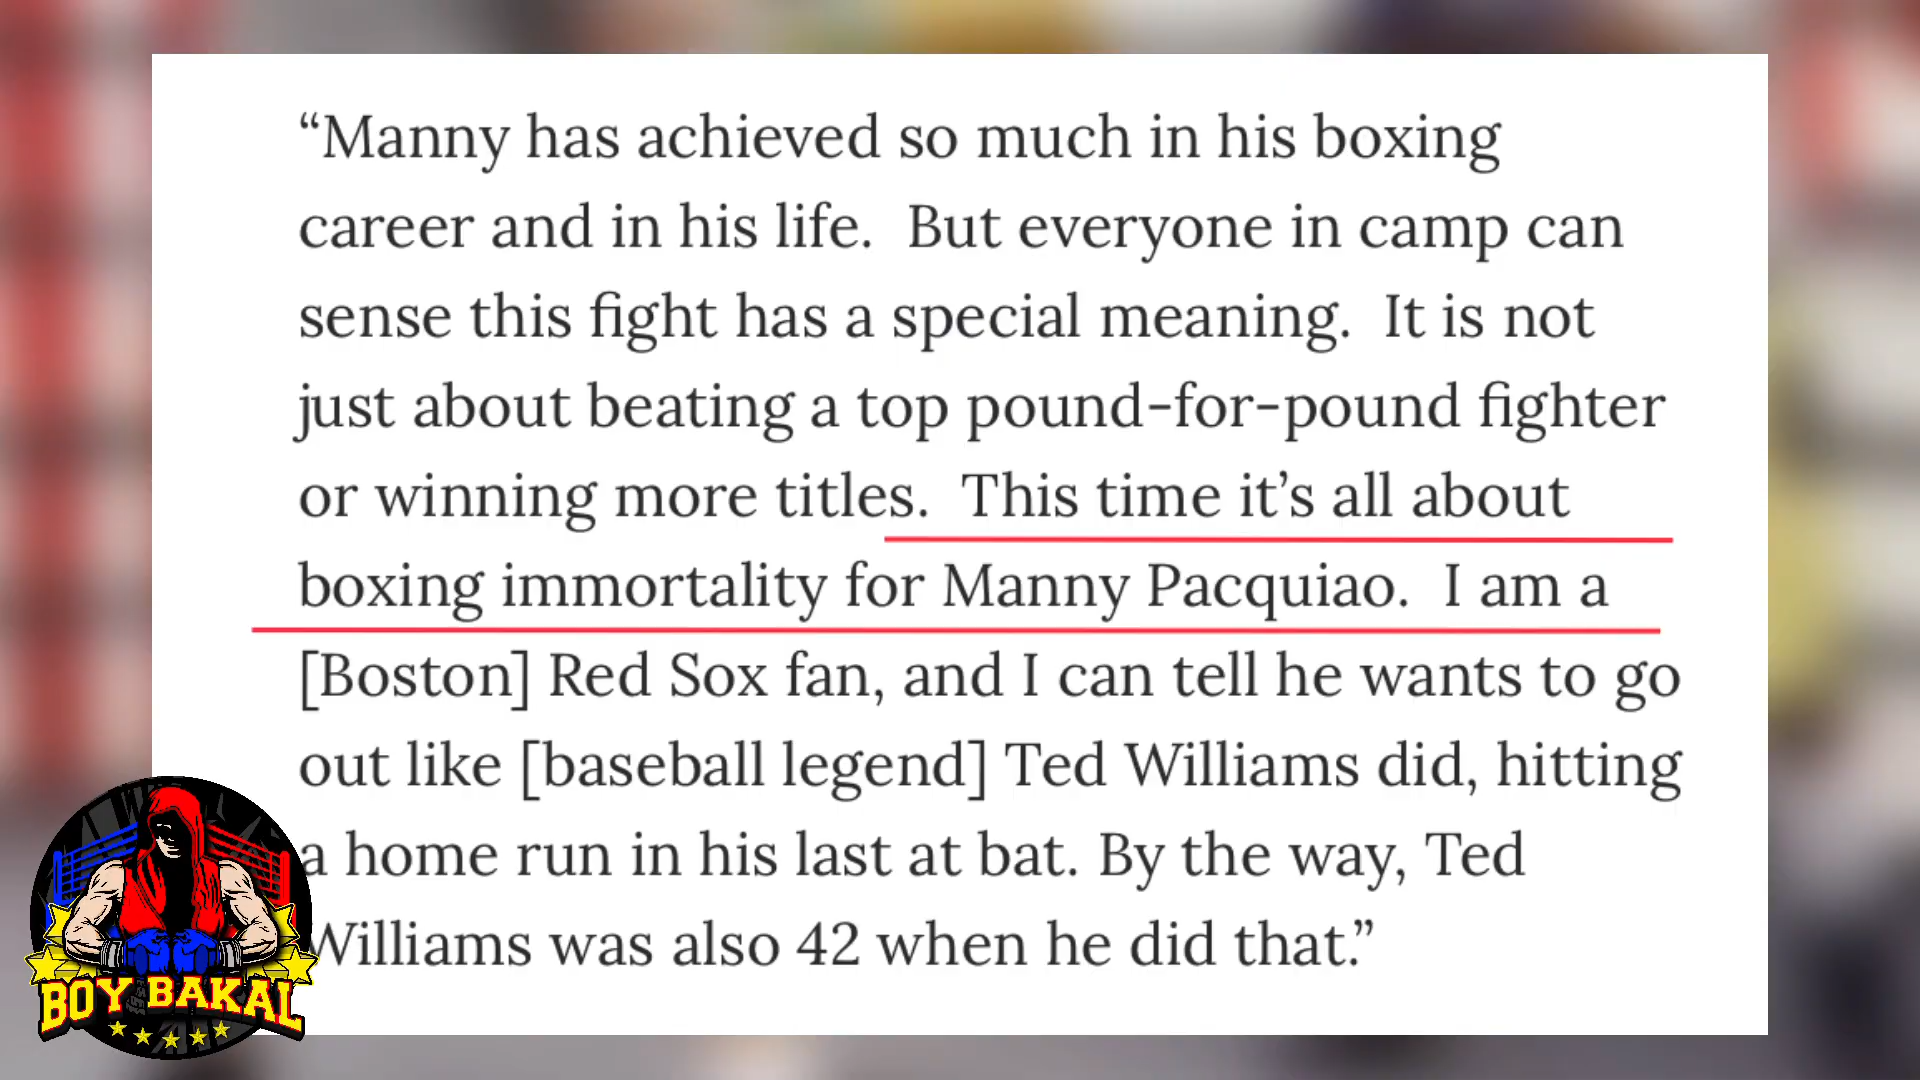 “Manny has achieved so much in his boxing
career and in his life.  But everyone in camp can
sense this fight has a special meaning.  It is not
just about beating a top pound-for-pound fighter
or winning more titles.  This time it’s all about
boxing immortality for Manny Pacquiao.  I am a
[Boston] Red Sox fan, and I can tell he wants to go
out like [baseball legend] Ted Williams did, hitting
a home run in his last at bat. By the way, Ted
Williams was also 42 when he did that.”
BOY BAKAL